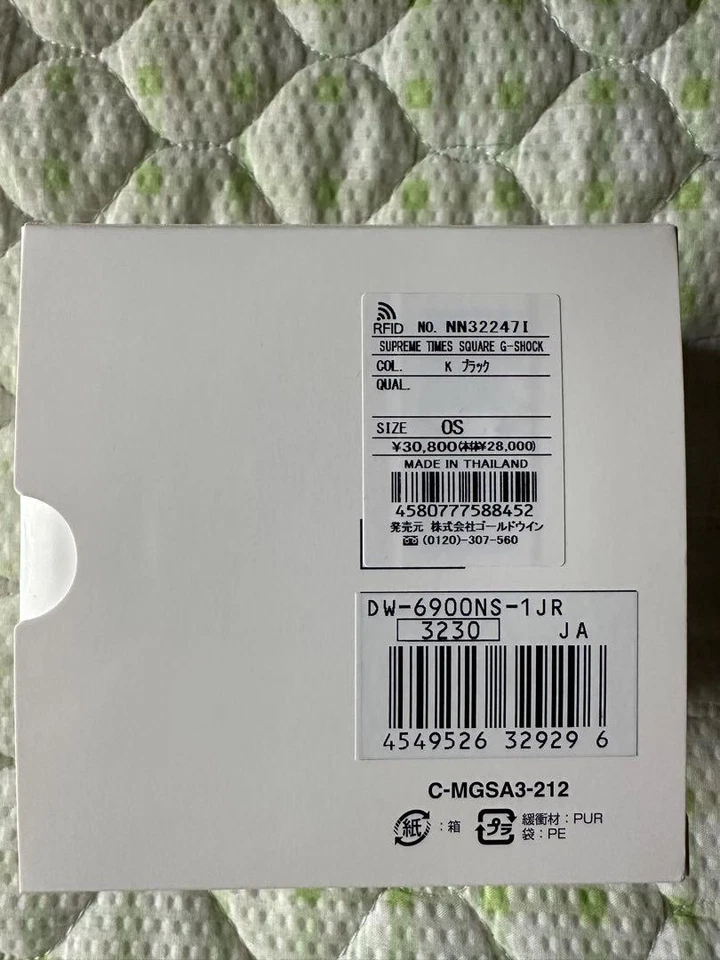 RFID NO. NN32247I
SUPREME TIMES SQUARE G-SHOCK
COL. K ブラック
QUAL.
SIZE OS
¥30,800(本体¥28,000)
MADE IN THAILAND
4580777588452
発売元 株式会社ゴールドウイン
(0120)-307-560
DW-6900NS-1JR
3230 JA
4549526 32929 6
C-MGSA3-212
紙 :箱
プラ 緩衝材:PUR
袋:PE